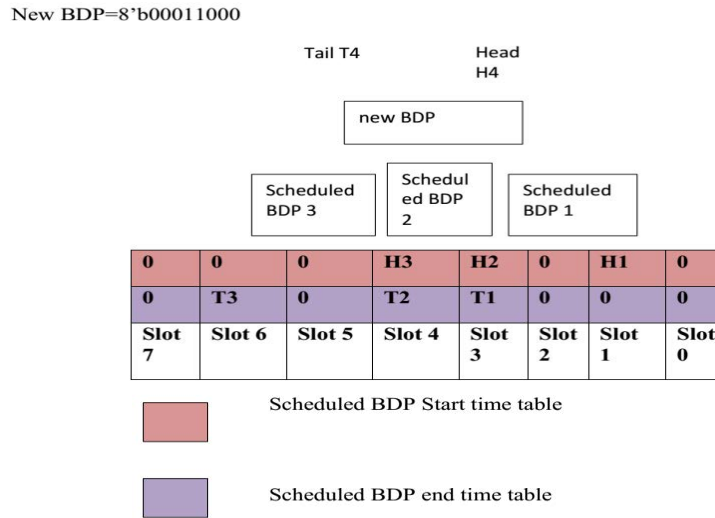 New BDP=8’b00011000
Tail T4
Head
H4
new BDP
Scheduled
BDP 3
Schedul
ed BDP
2
Scheduled
BDP 1
0 0 0 H3 H2 0 H1 0
0 T3 0 T2 T1 0 0 0
Slot 7 Slot 6 Slot 5 Slot 4 Slot 3 Slot 2 Slot 1 Slot 0
Scheduled BDP Start time table
Scheduled BDP end time table